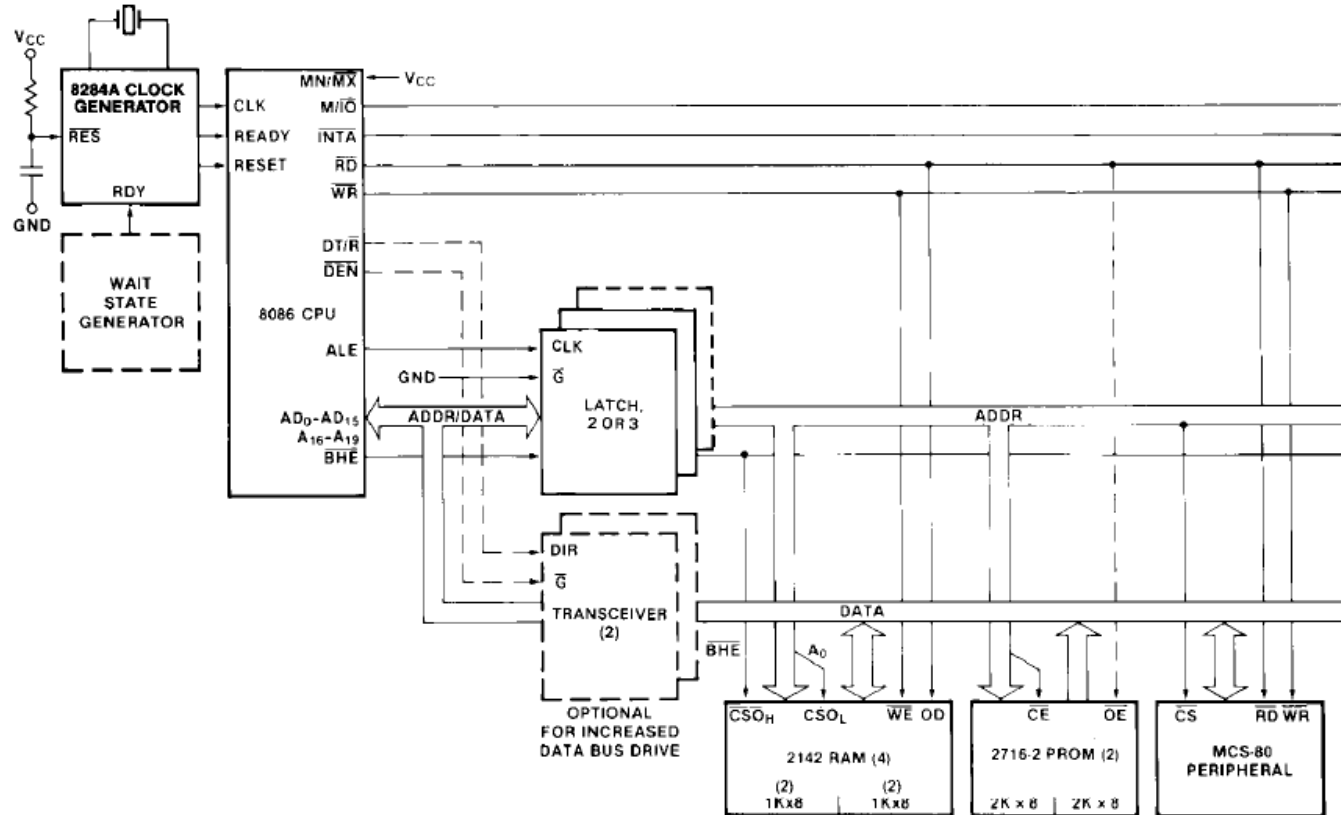 VCC
8284A CLOCK
GENERATOR
RES
RDY
GND
WAIT
STATE
GENERATOR
CLK
READY
RESET
MN/MX
VCC
M/IO
INTA
RD
WR
DT/R
DEN
8086 CPU
ALE
GND
AD0-AD15
A16-A19
BHE
ADDR/DATA
CLK
G
LATCH,
2 OR 3
ADDR
DIR
G
TRANSCEIVER
(2)
OPTIONAL
FOR INCREASED
DATA BUS DRIVE
DATA
BHE
A0
CSOH
CSOL
WE
OD
2142 RAM (4)
(2)
1Kx8
(2)
1Kx8
CE
OE
2716-2 PROM (2)
2K x 8
2K x 8
CS
RD
WR
MCS-80
PERIPHERAL